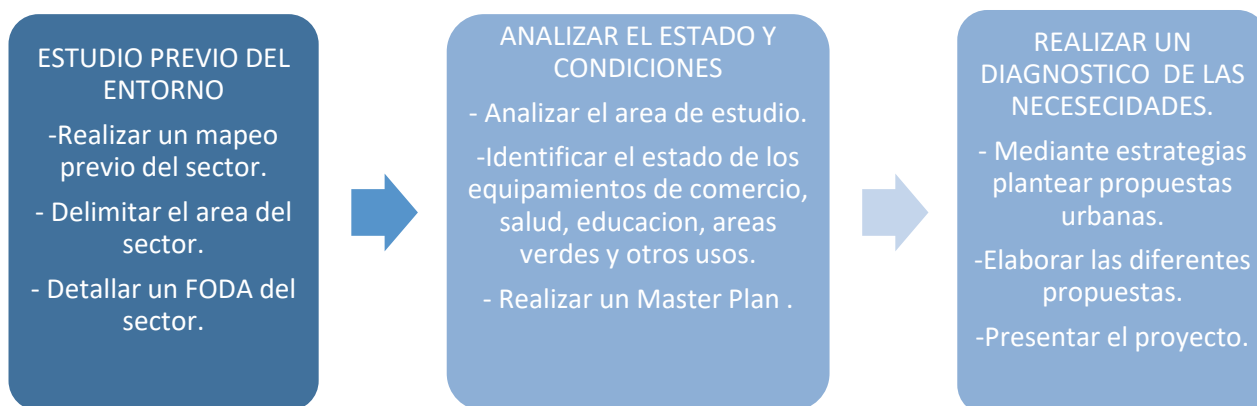 ESTUDIO PREVIO DEL
ENTORNO
-Realizar un mapeo
previo del sector.
- Delimitar el area del
sector.
- Detallar un FODA del
sector.
ANALIZAR EL ESTADO Y
CONDICIONES
- Analizar el area de estudio.
-Identificar el estado de los
equipamientos de comercio,
salud, educacion, areas
verdes y otros usos.
- Realizar un Master Plan .
REALIZAR UN
DIAGNOSTICO  DE LAS
NECESECIDADES.
- Mediante estrategias
plantear propuestas
urbanas.
-Elaborar las diferentes
propuestas.
-Presentar el proyecto.